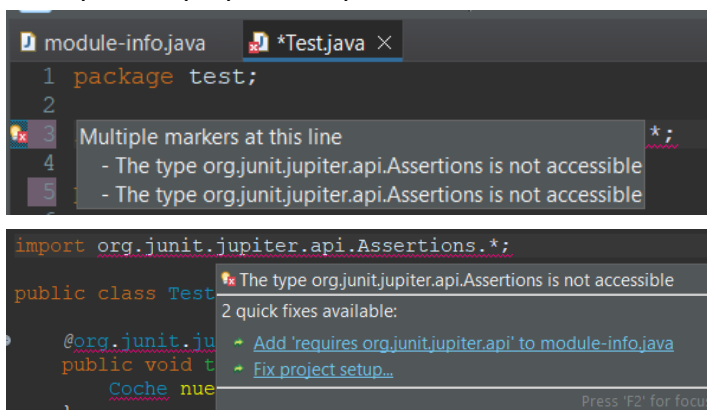 module-info.java
*Test.java ×
1 package test;
2
3 *;
Multiple markers at this line
4 - The type org.junit.jupiter.api.Assertions is not accessible
5 - The type org.junit.jupiter.api.Assertions is not accessible
import org.junit.jupiter.api.Assertions.*;
The type org.junit.jupiter.api.Assertions is not accessible
public class Test
2 quick fixes available:
@org.junit.ju
Add 'requires org.junit.jupiter.api' to module-info.java
public void t
Fix project setup...
Coche nue
Press 'F2' for focus